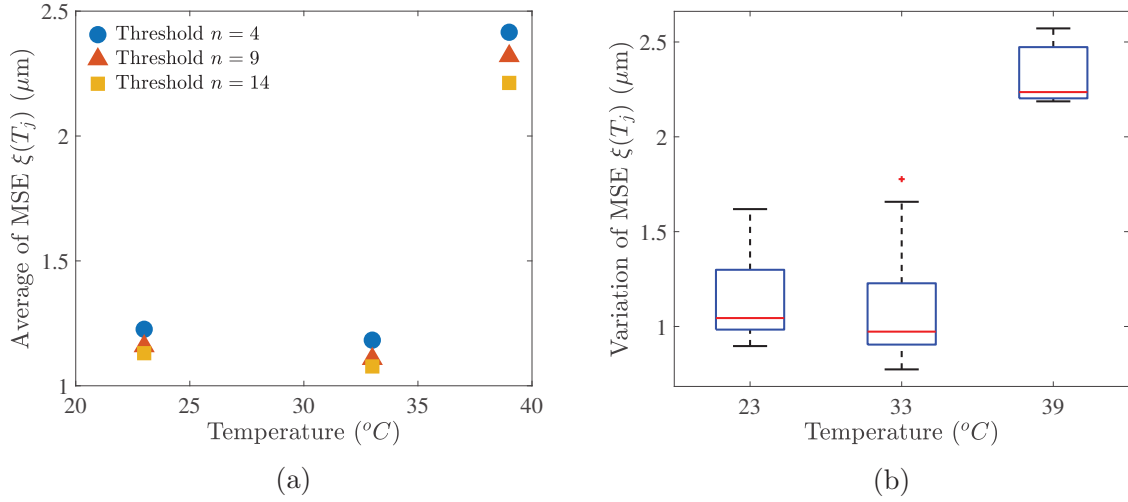 2.5
2
1.5
1
20
25
30
35
40
Average of MSE ξ(T_j) (μm)
Temperature (°C)
Threshold n = 4
Threshold n = 9
Threshold n = 14
(a)
2.5
2
1.5
1
23
33
39
Variation of MSE ξ(T_j) (μm)
Temperature (°C)
(b)